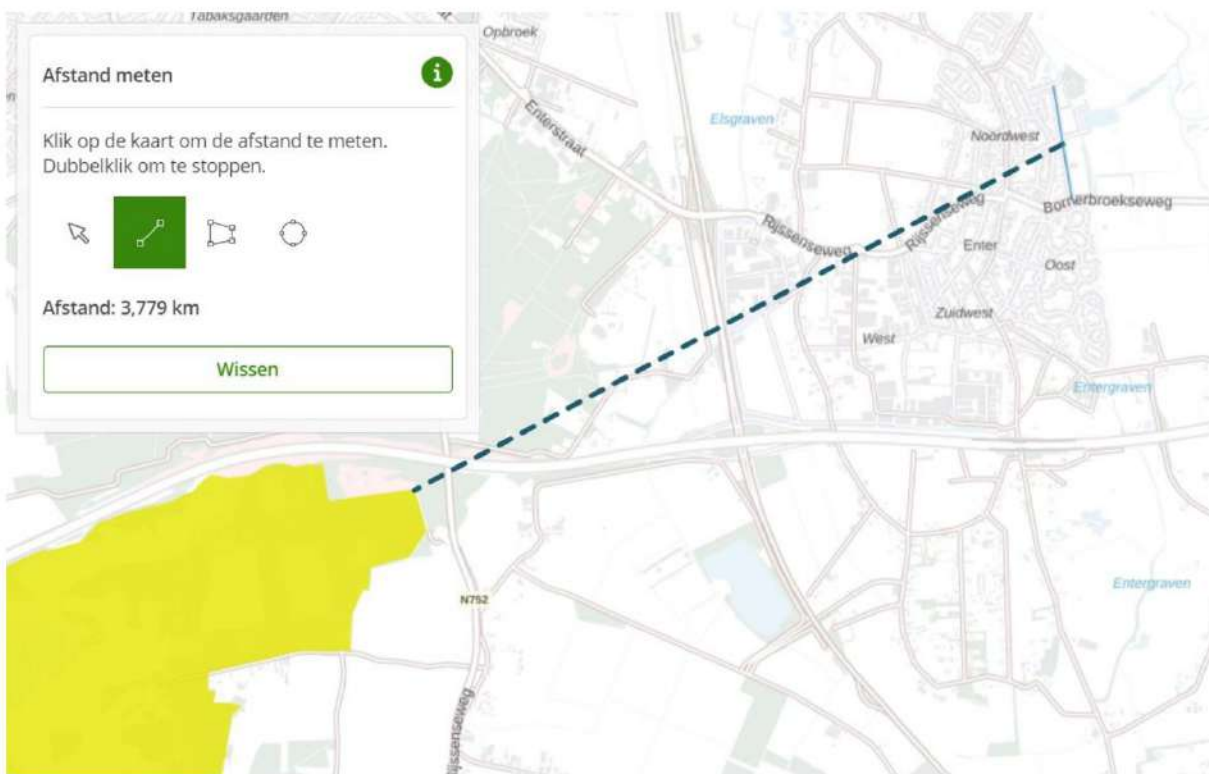 Tabaksgaarden
Opbroek
Afstand meten
i
Klik op de kaart om de afstand te meten.
Dubbelklik om te stoppen.
Enterstraat
Elsgraven
Noordwest
Bornerbroekseweg
Rijssenseweg
Rijssenseweg
Enter
Oost
Afstand: 3,779 km
Zuidwest
West
Wissen
Entergraven
Entergraven
N752
Rijssenseweg